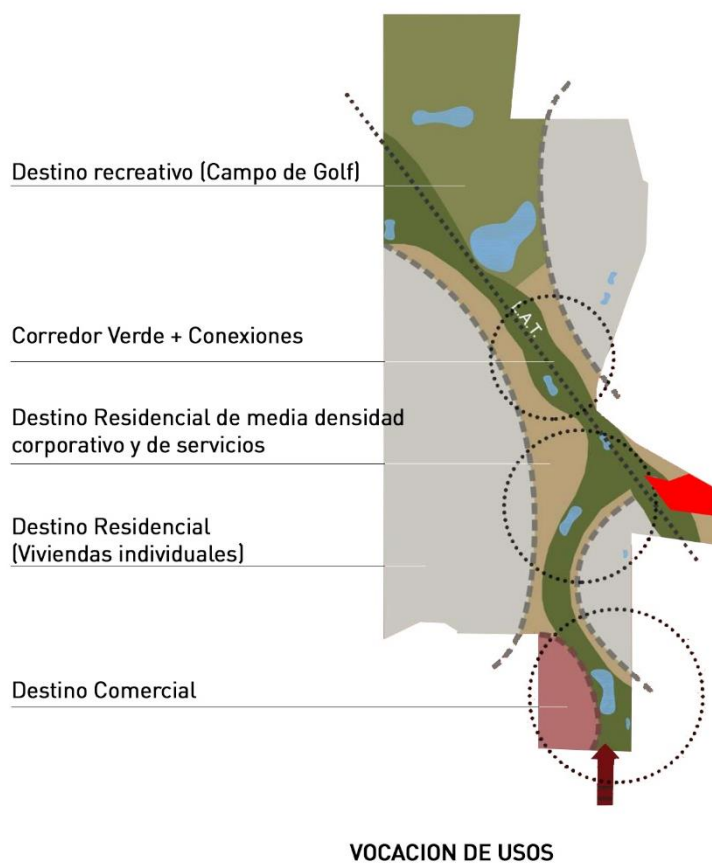 Destino recreativo (Campo de Golf)
L.A.T.
Corredor Verde + Conexiones
Destino Residencial de media densidad
corporativo y de servicios
Destino Residencial
(Viviendas individuales)
Destino Comercial
VOCACION DE USOS